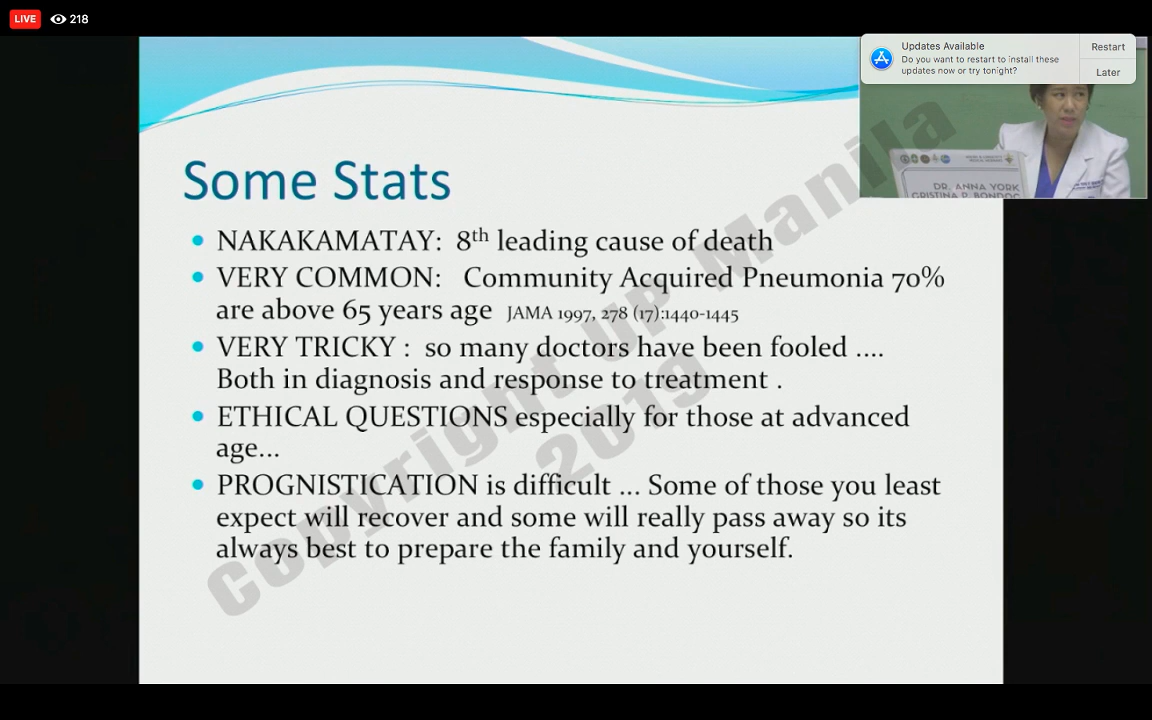 LIVE 218
Updates Available
Do you want to restart to install these
updates now or try tonight?
Restart
Later
DR. ANNA YORK
CRISTINA P. BONDOC
Some Stats
NAKAKAMATAY: 8th leading cause of death
VERY COMMON: Community Acquired Pneumonia 70%
are above 65 years age JAMA 1997, 278 (17):1440-1445
VERY TRICKY : so many doctors have been fooled ....
Both in diagnosis and response to treatment .
ETHICAL QUESTIONS especially for those at advanced
age...
PROGNISTICATION is difficult ... Some of those you least
expect will recover and some will really pass away so its
always best to prepare the family and yourself.
Copyright UP Manila
2019